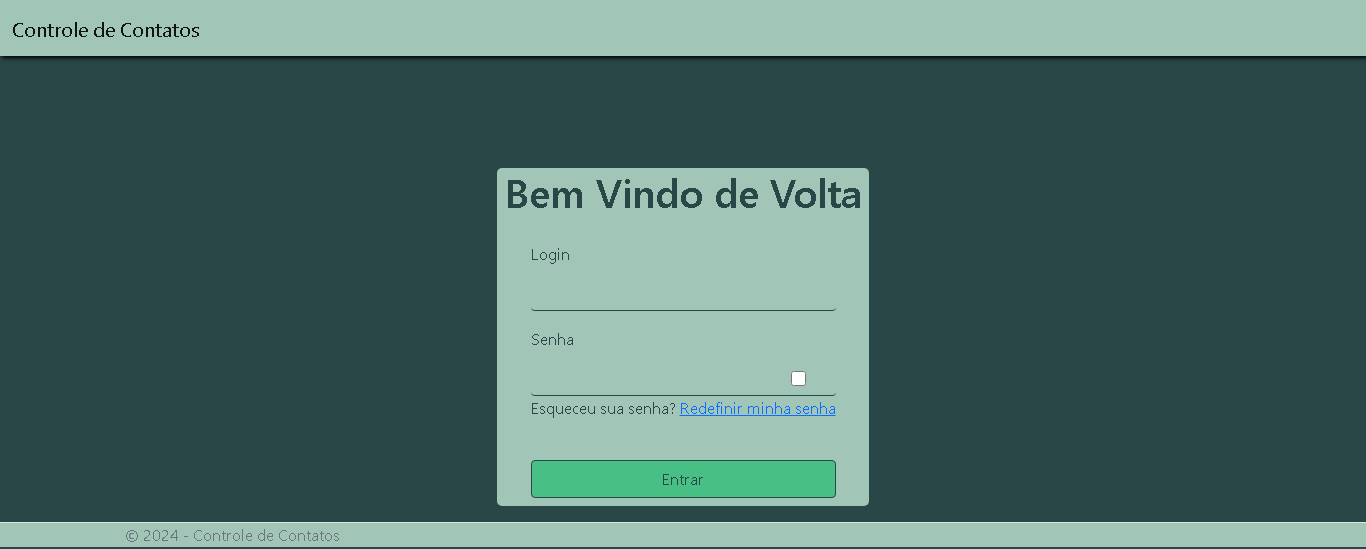 Controle de Contatos
Bem Vindo de Volta
Login
Senha
Esqueceu sua senha? Redefinir minha senha
Entrar
© 2024 - Controle de Contatos